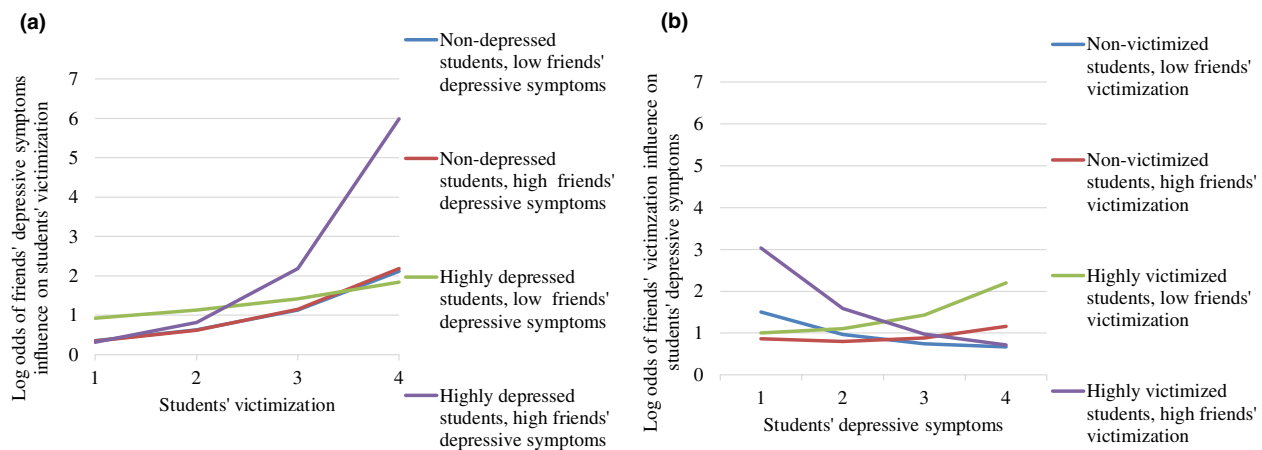 (a)
Log odds of friends' depressive symptoms
influence on students' victimization
7
6
5
4
3
2
1
0
1 2 3 4
Students' victimization
Non-depressed
students, low friends'
depressive symptoms
Non-depressed
students, high friends'
depressive symptoms
Highly depressed
students, low friends'
depressive symptoms
Highly depressed
students, high friends'
depressive symptoms
(b)
Log odds of friends' victimzation influence on
students' depressive symptoms
7
6
5
4
3
2
1
0
1 2 3 4
Students' depressive symptoms
Non-victimized
students, low friends'
victimization
Non-victimized
students, high friends'
victimization
Highly victimized
students, low friends'
victimization
Highly victimized
students, high friends'
victimization